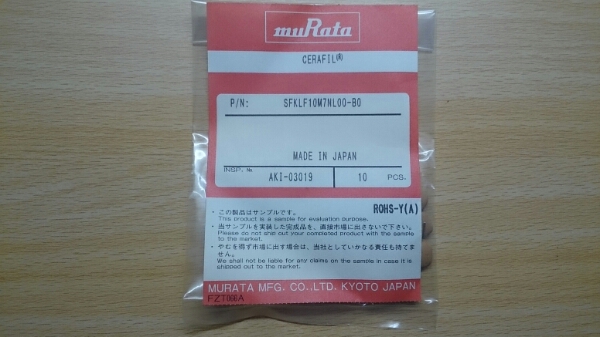 muRata
CERAFIL®
P/N: SFKLF10M7NL00-B0
MADE IN JAPAN
INSP. No AKI-03019 10 PCS.
ROHS-Y(A)
・この製品はサンプルです。
This product is a sample for evaluation purpose.
・当サンプルを実装した完成品を、直接市場に出さないで下さい。
Please do not ship out your completed product with the sample
to the market.
・やむを得ず市場に出す場合は、当社としていかなる責任も持てま
せん。
We shall not be liable for any claims on the sample in case it is
shipped out to the market.
MURATA MFG. CO.,LTD. KYOTO JAPAN
FZT066A